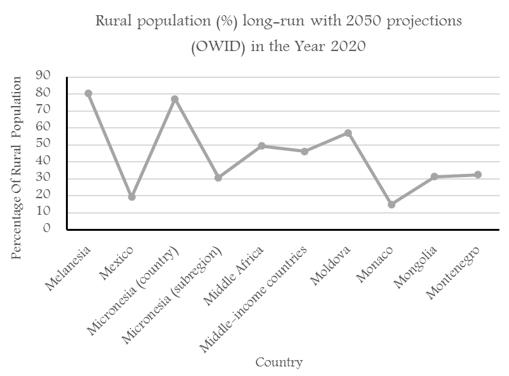 Rural population (%) long-run with 2050 projections
(OWID) in the Year 2020
Percentage Of Rural Population
90
80
70
60
50
40
30
20
10
0
Melanesia
Mexico
Micronesia (country)
Micronesia (subregion)
Middle Africa
Middle-income countries
Moldova
Monaco
Mongolia
Montenegro
Country